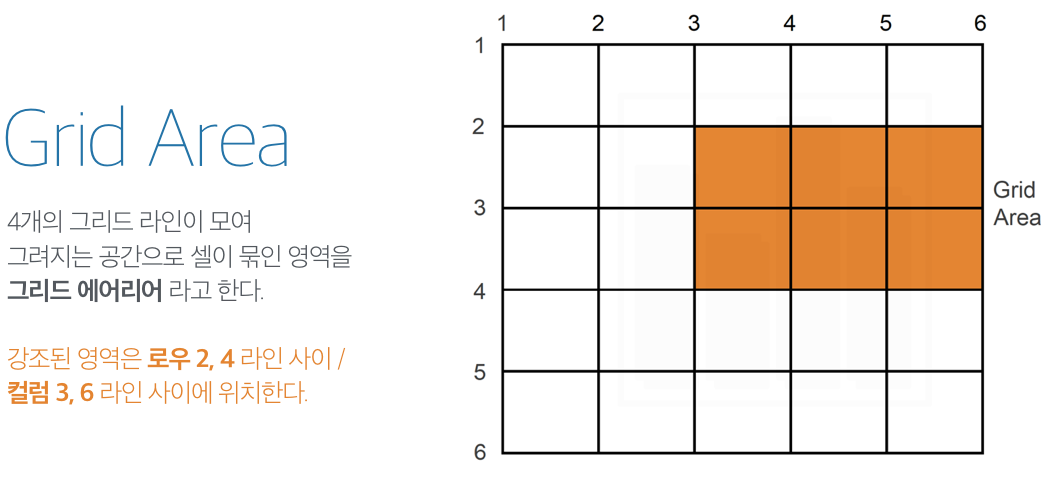 Grid Area
4개의 그리드 라인이 모여
그려지는 공간으로 셀이 묶인 영역을
그리드 에어리어 라고 한다.
강조된 영역은 로우 2, 4 라인 사이 /
컬럼 3, 6 라인 사이에 위치한다.
1 2 3 4 5 6
1
2
3
4
5
6
Grid
Area